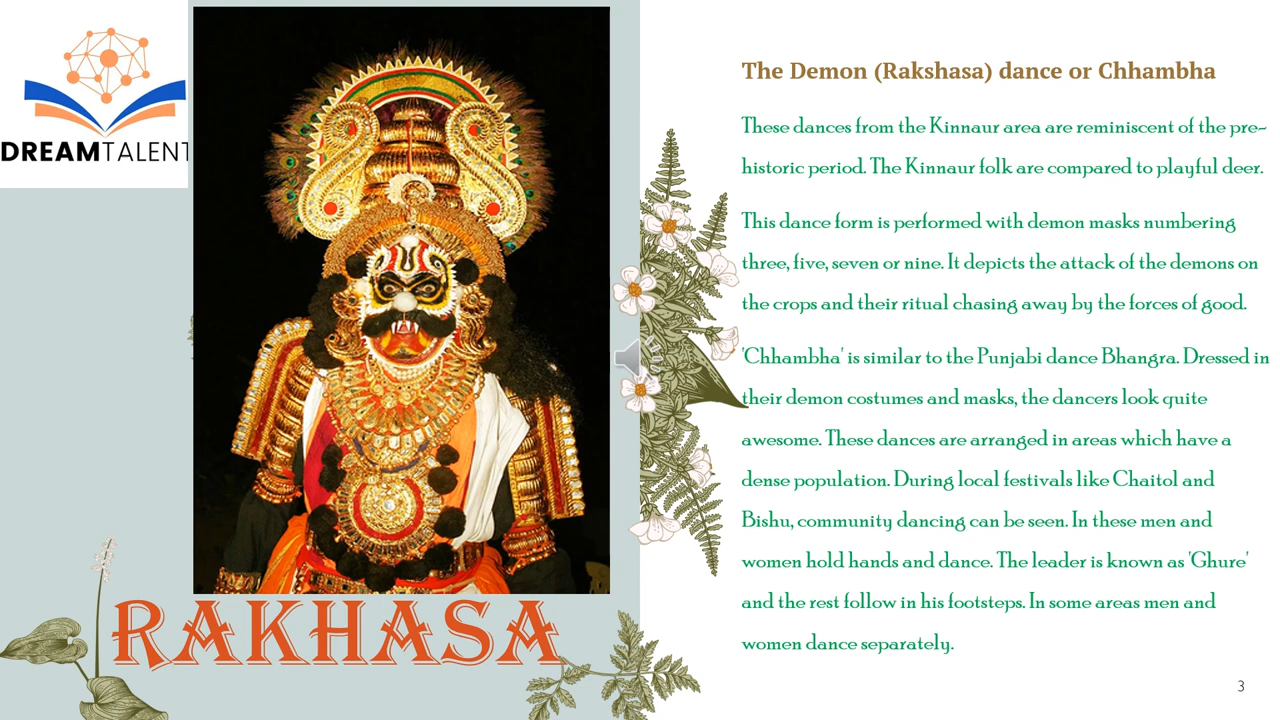 DREAMTALENT
RAKHASA
The Demon (Rakshasa) dance or Chhambha
These dances from the Kinnaur area are reminiscent of the pre-
historic period. The Kinnaur folk are compared to playful deer.
This dance form is performed with demon masks numbering
three, five, seven or nine. It depicts the attack of the demons on
the crops and their ritual chasing away by the forces of good.
'Chhambha' is similar to the Punjabi dance Bhangra. Dressed in
their demon costumes and masks, the dancers look quite
awesome. These dances are arranged in areas which have a
dense population. During local festivals like Chaitol and
Bishu, community dancing can be seen. In these men and
women hold hands and dance. The leader is known as 'Ghure'
and the rest follow in his footsteps. In some areas men and
women dance separately.
3